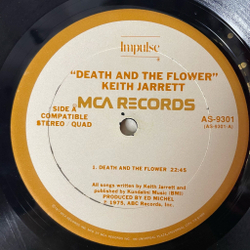 Impulse
"DEATH AND THE FLOWER"
KEITH JARRETT
MCA RECORDS
SIDE A
COMPATIBLE
STEREO / QUAD
AS-9301
(AS-9301-A)
1. DEATH AND THE FLOWER 22:45
All songs written by Keith Jarrett and
published by Kundalini Music (BMI)
PRODUCED BY ED MICHEL
© 1975, ABC Records, Inc.